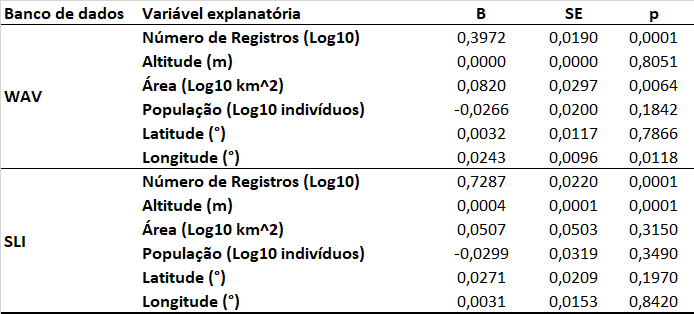 Banco de dados Variável explanatória B SE p
Número de Registros (Log10) 0,3972 0,0190 0,0001
Altitude (m) 0,0000 0,0000 0,8051
Área (Log10 km^2) 0,0820 0,0297 0,0064
WAV
População (Log10 indivíduos) -0,0266 0,0200 0,1842
Latitude (°) 0,0032 0,0117 0,7866
Longitude (°) 0,0243 0,0096 0,0118
Número de Registros (Log10) 0,7287 0,0220 0,0001
Altitude (m) 0,0004 0,0001 0,0001
Área (Log10 km^2) 0,0507 0,0503 0,3150
SLI
População (Log10 indivíduos) -0,0299 0,0319 0,3490
Latitude (°) 0,0271 0,0209 0,1970
Longitude (°) 0,0031 0,0153 0,8420